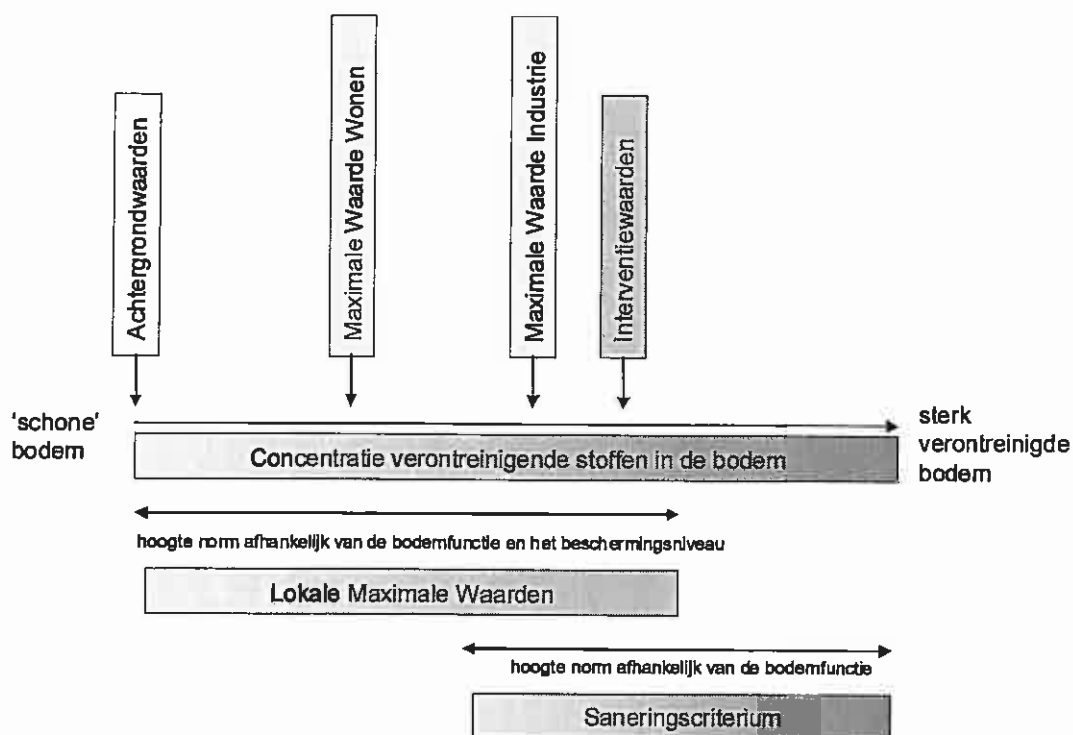 Achtergrondwaarden
Maximale Waarde Wonen
Maximale Waarde Industrie
Interventiewaarden
'schone'
bodem
sterk
verontreinigde
bodem
Concentratie verontreinigende stoffen in de bodem
hoogte norm afhankelijk van de bodemfunctie en het beschermingsniveau
Lokale Maximale Waarden
hoogte norm afhankelijk van de bodemfunctie
Saneringscriterium